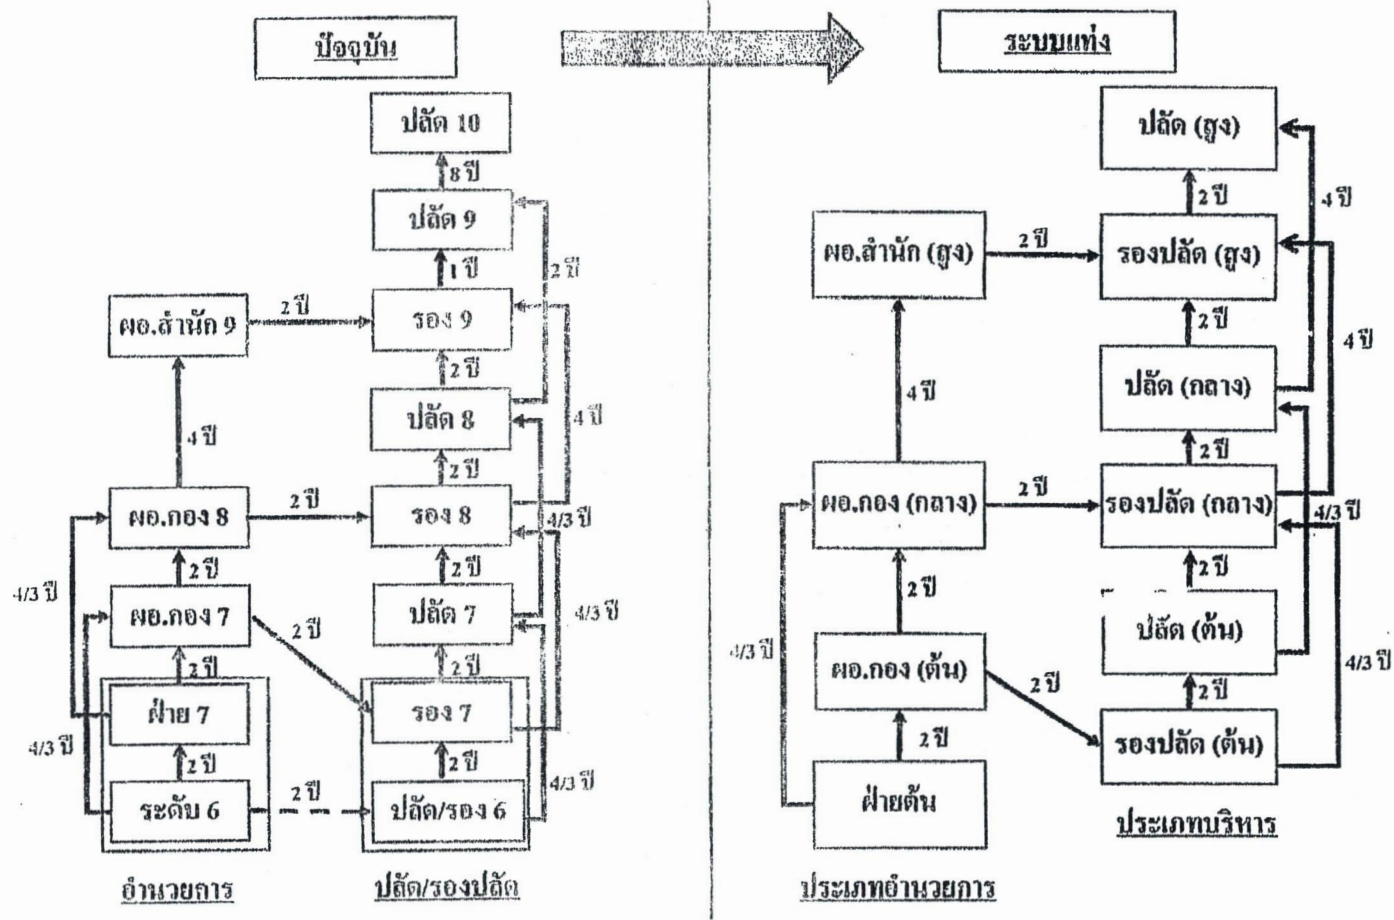 ปัจจุบัน
ระบบแท่ง
ปลัด 10
8 ปี
ปลัด 9
1 ปี
2 ปี
ผอ.สำนัก 9
2 ปี
รอง 9
2 ปี
ปลัด 8
4 ปี
4 ปี
2 ปี
ผอ.กอง 8
2 ปี
รอง 8
4/3 ปี
2 ปี
2 ปี
4/3 ปี
ผอ.กอง 7
2 ปี
ปลัด 7
4/3 ปี
2 ปี
2 ปี
ฝ่าย 7
รอง 7
4/3 ปี
2 ปี
2 ปี
4/3 ปี
ระดับ 6
2 ปี
ปลัด/รอง 6
อำนวยการ
ปลัด/รองปลัด
ปลัด (สูง)
2 ปี
4 ปี
ผอ.สำนัก (สูง)
2 ปี
รองปลัด (สูง)
2 ปี
4 ปี
ปลัด (กลาง)
4 ปี
2 ปี
ผอ.กอง (กลาง)
2 ปี
รองปลัด (กลาง)
4/3 ปี
2 ปี
2 ปี
ปลัด (ต้น)
4/3 ปี
ผอ.กอง (ต้น)
2 ปี
2 ปี
4/3 ปี
2 ปี
รองปลัด (ต้น)
ฝ่ายต้น
ประเภทบริหาร
ประเภทอำนวยการ